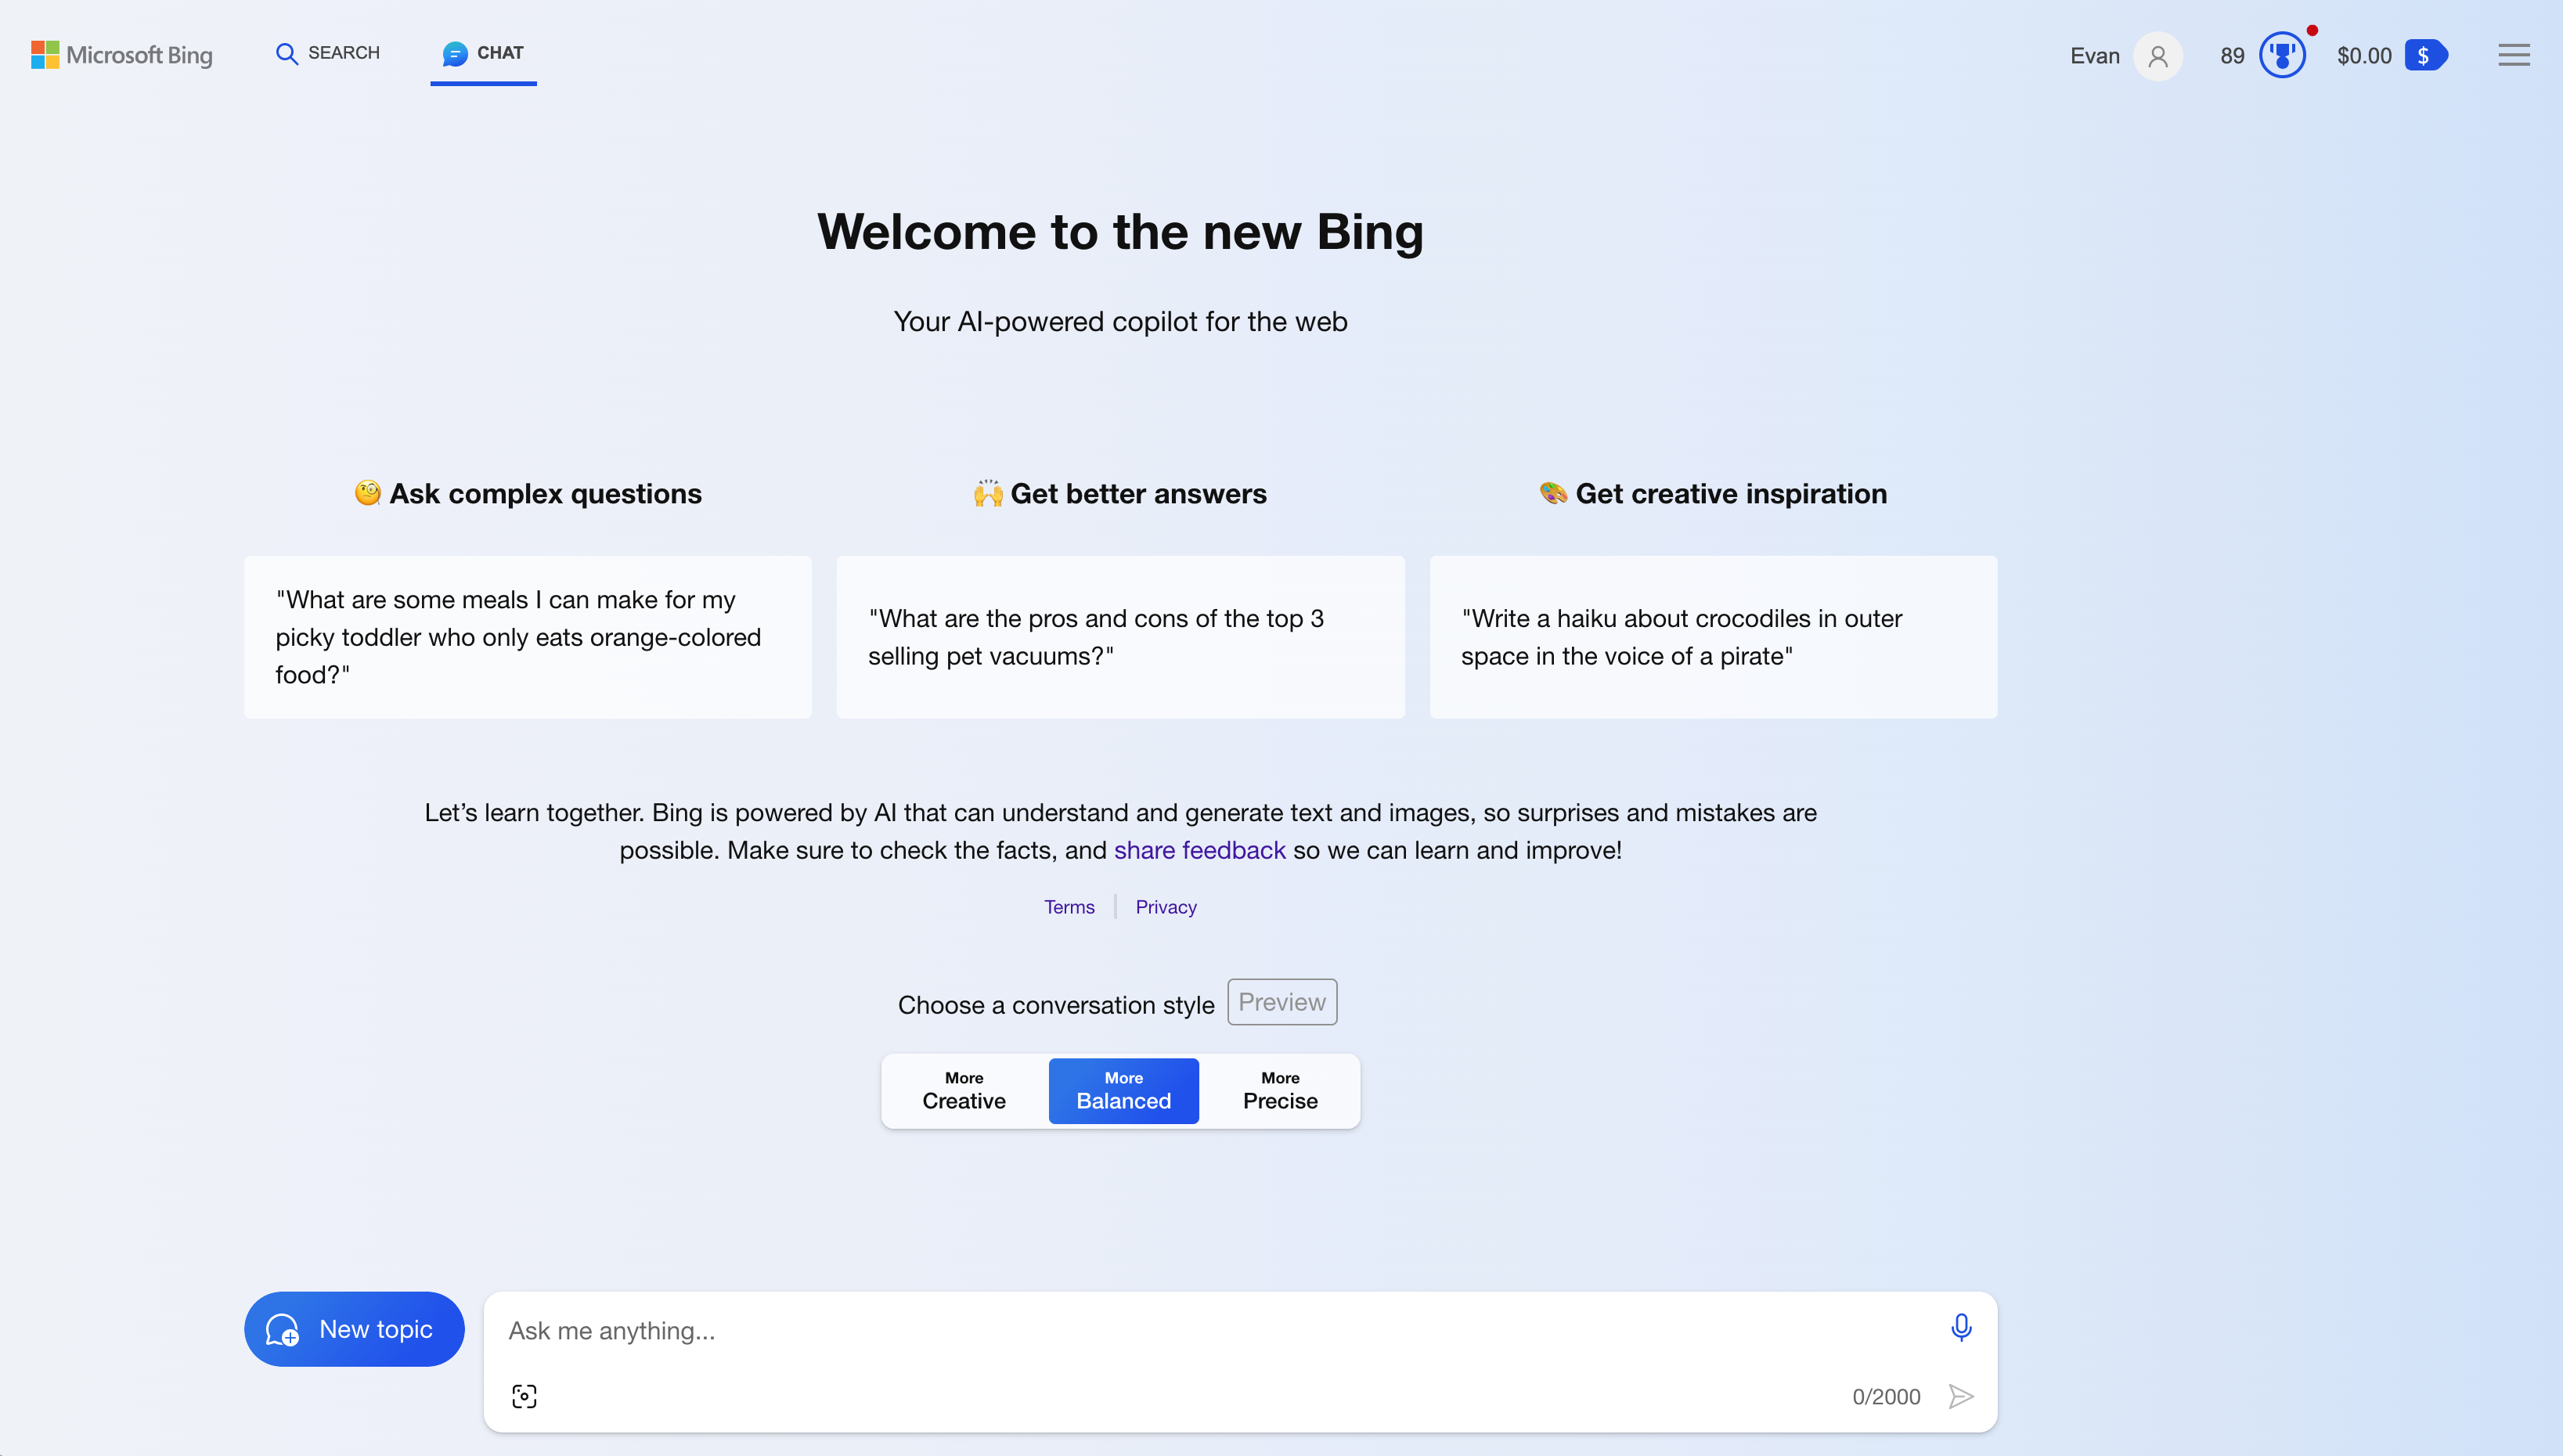 Microsoft Bing
SEARCH
CHAT
Evan
89
$0.00
$
Welcome to the new Bing
Your AI-powered copilot for the web
Ask complex questions
"What are some meals I can make for my
picky toddler who only eats orange-colored
food?"
Get better answers
"What are the pros and cons of the top 3
selling pet vacuums?"
Get creative inspiration
"Write a haiku about crocodiles in outer
space in the voice of a pirate"
Let’s learn together. Bing is powered by AI that can understand and generate text and images, so surprises and mistakes are
possible. Make sure to check the facts, and share feedback so we can learn and improve!
Terms
Privacy
Choose a conversation style
Preview
More
Creative
More
Balanced
More
Precise
New topic
Ask me anything...
0/2000